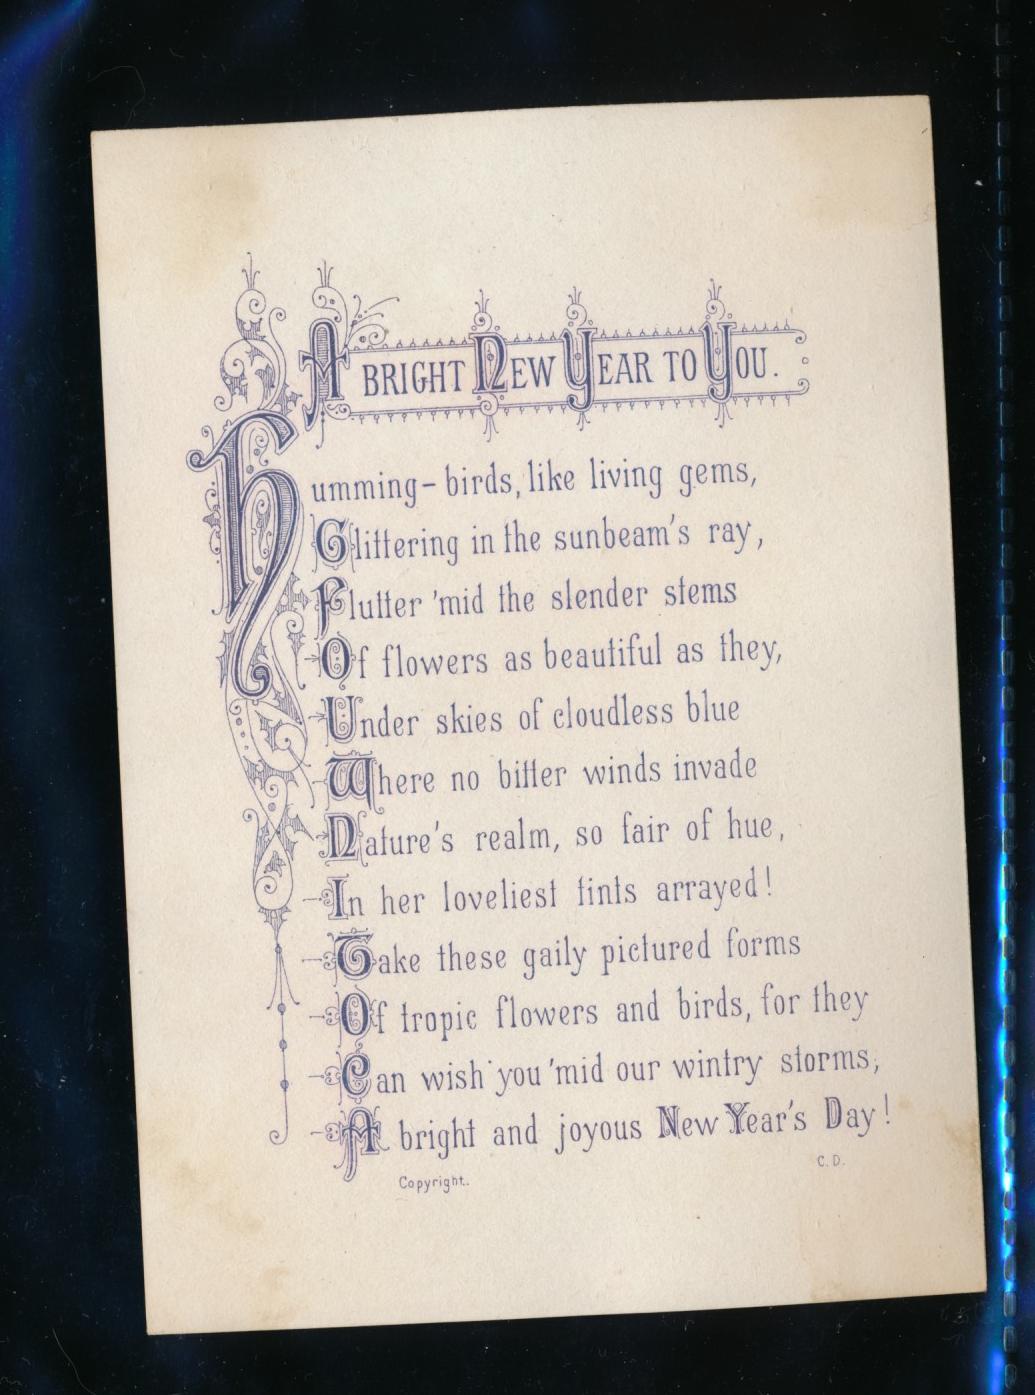 A BRIGHT NEW YEAR TO YOU.
Humming-birds, like living gems,
Glittering in the sunbeam's ray,
Flutter 'mid the slender stems
Of flowers as beautiful as they,
Under skies of cloudless blue
Where no bitter winds invade
Nature's realm, so fair of hue,
In her loveliest tints arrayed!
Take these gaily pictured forms
Of tropic flowers and birds, for they
Can wish you 'mid our wintry storms,
A bright and joyous New Year's Day!
C. D.
Copyright.